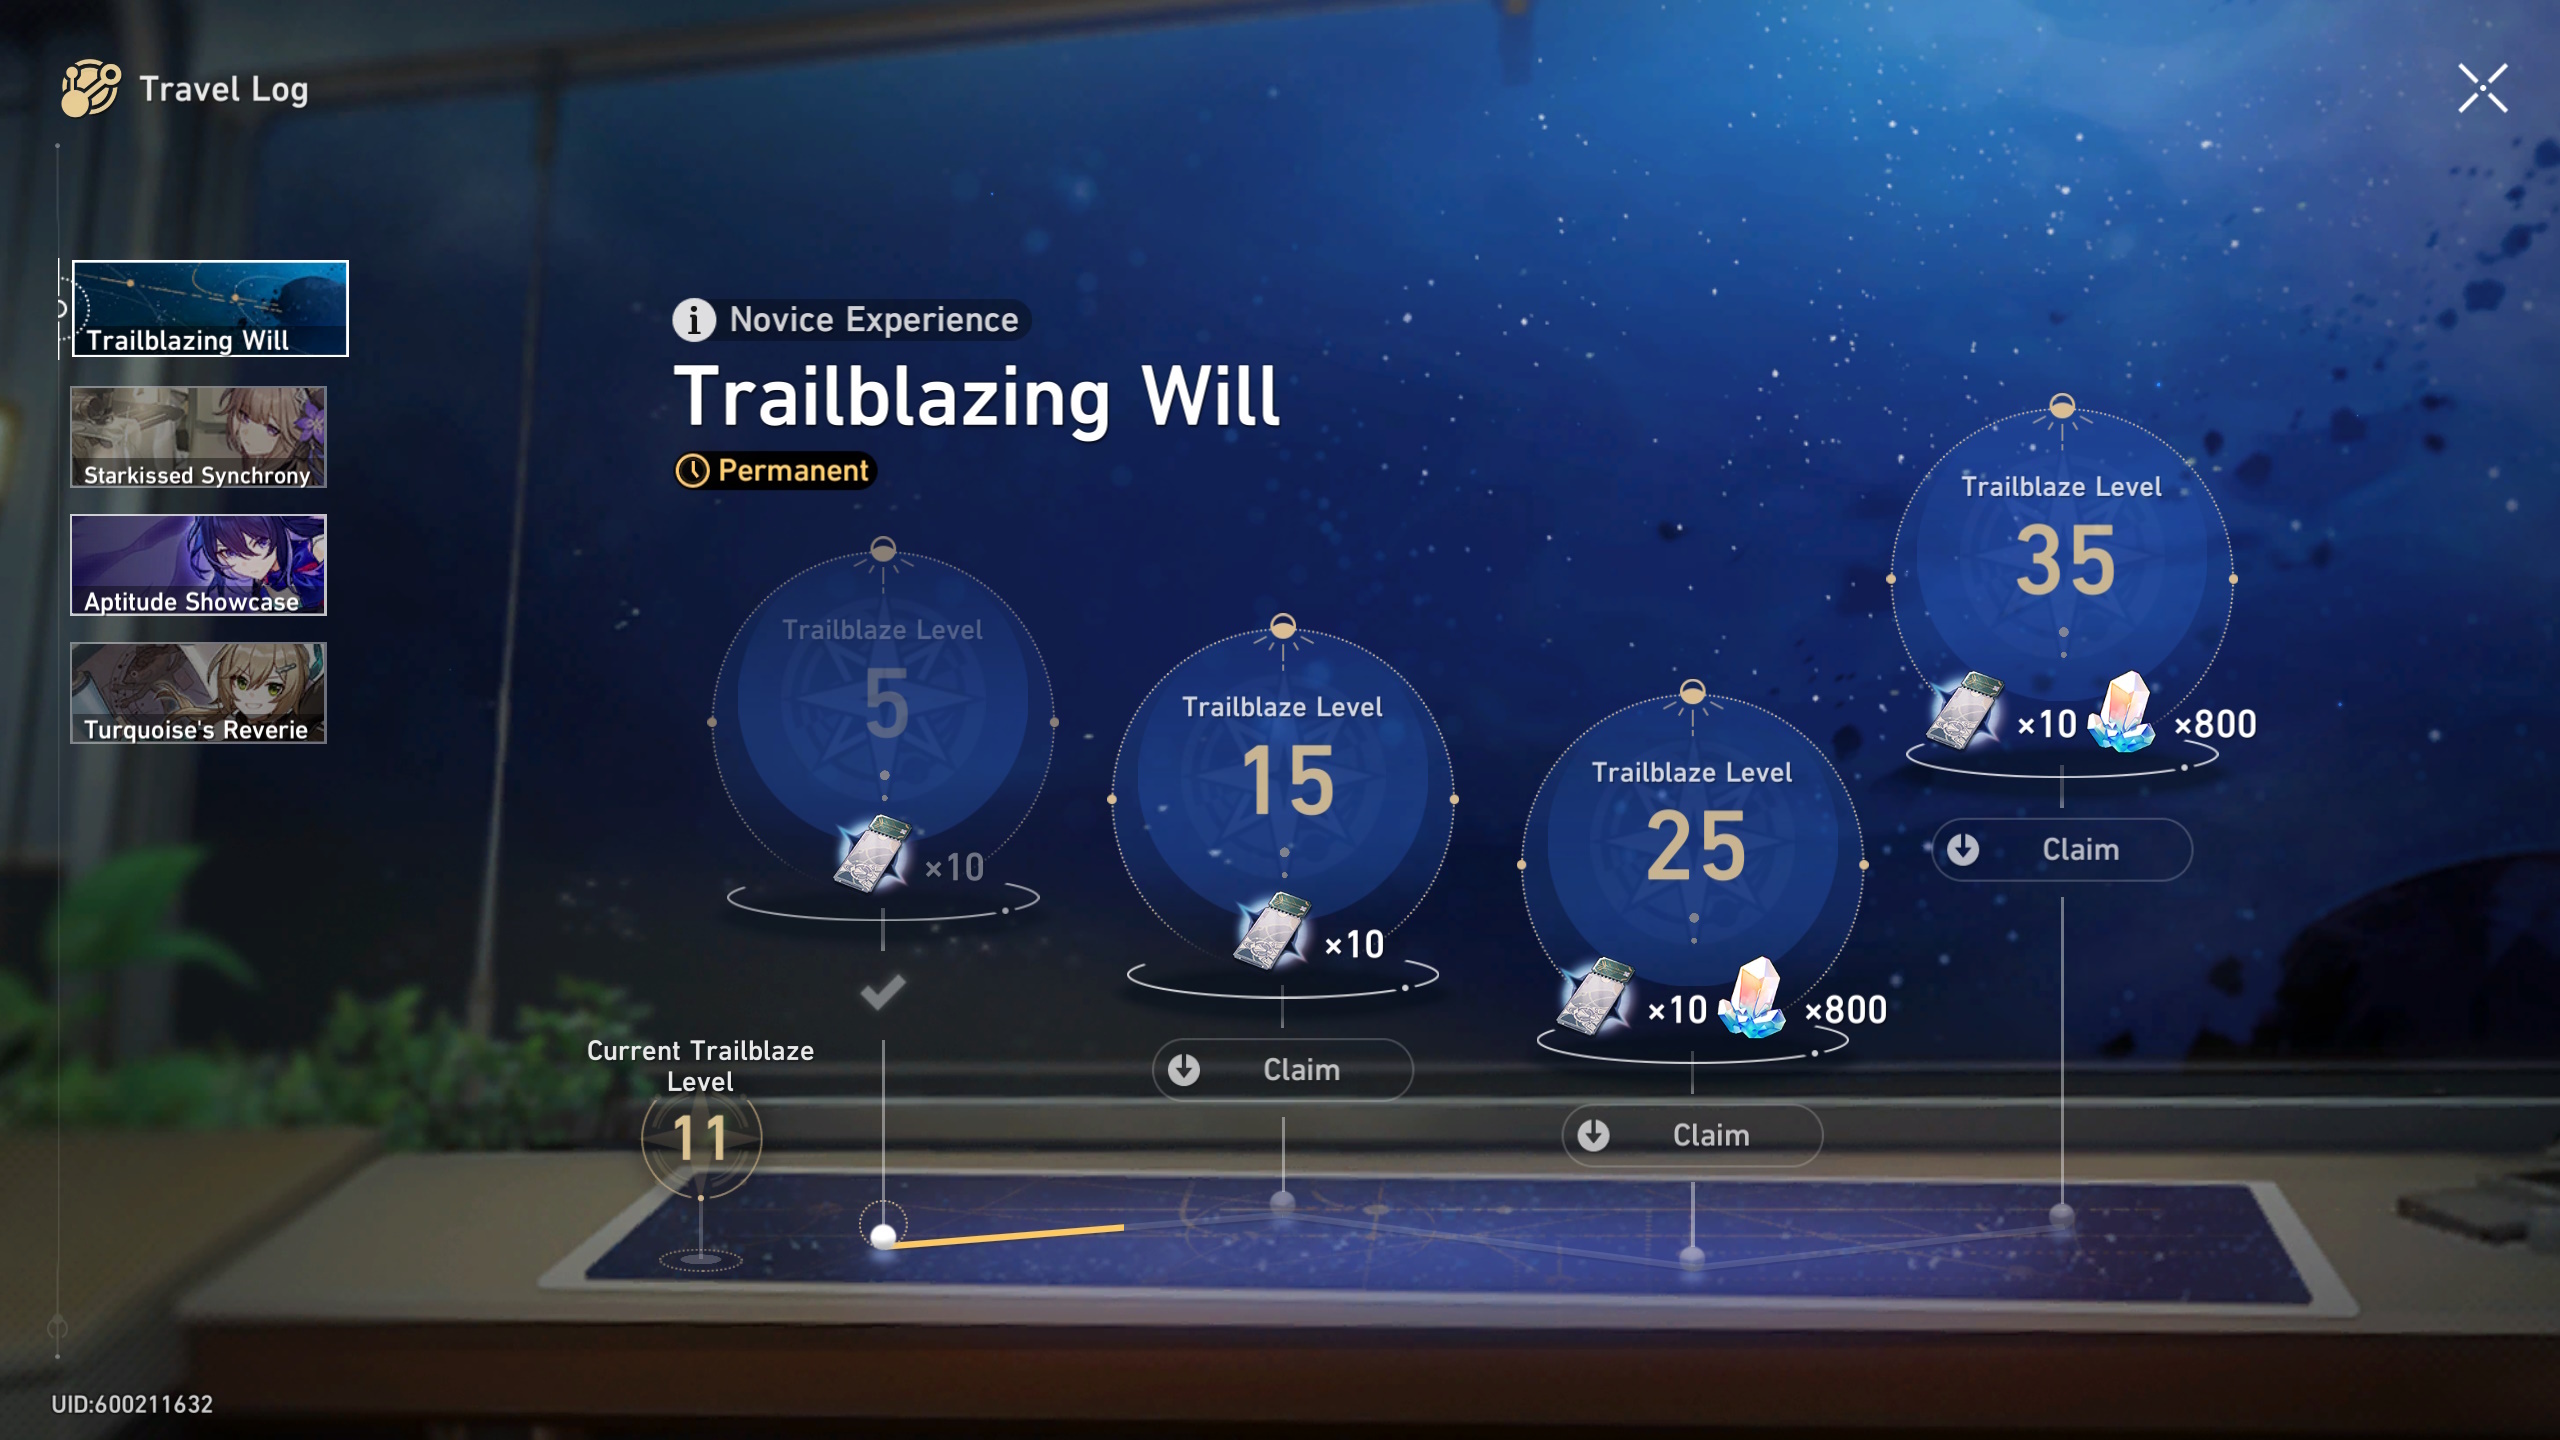 Travel Log
Trailblazing Will
Starkissed Synchrony
Aptitude Showcase
Turquoise's Reverie
Novice Experience
Trailblazing Will
Permanent
Trailblaze Level
5
×10
Trailblaze Level
15
×10
Claim
Trailblaze Level
25
×10 ×800
Claim
Trailblaze Level
35
×10 ×800
Claim
Current Trailblaze
Level
11
UID:600211632